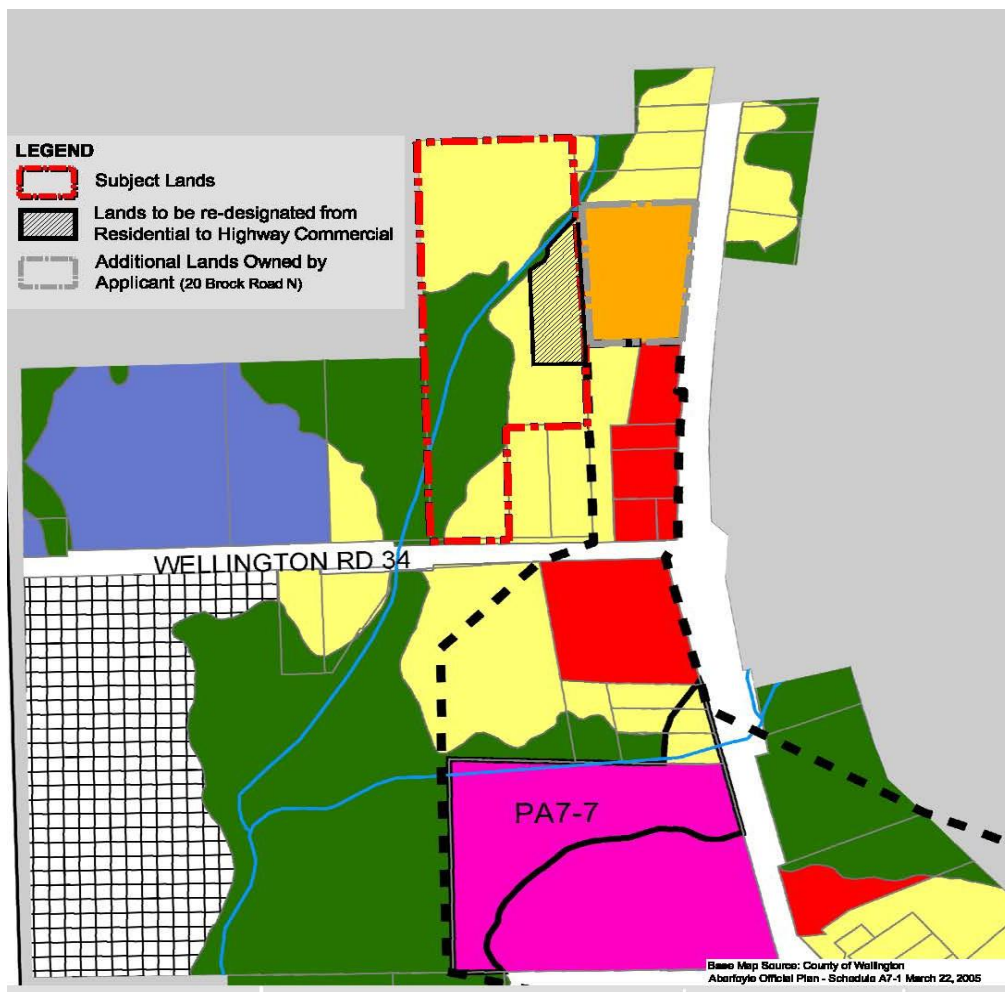 LEGEND
Subject Lands
Lands to be re-designated from
Residential to Highway Commercial
Additional Lands Owned by
Applicant (20 Brock Road N)
WELLINGTON RD 34
PA7-7
Base Map Source: County of Wellington
Aberfoyle Official Plan - Schedule A7-1 March 22, 2005